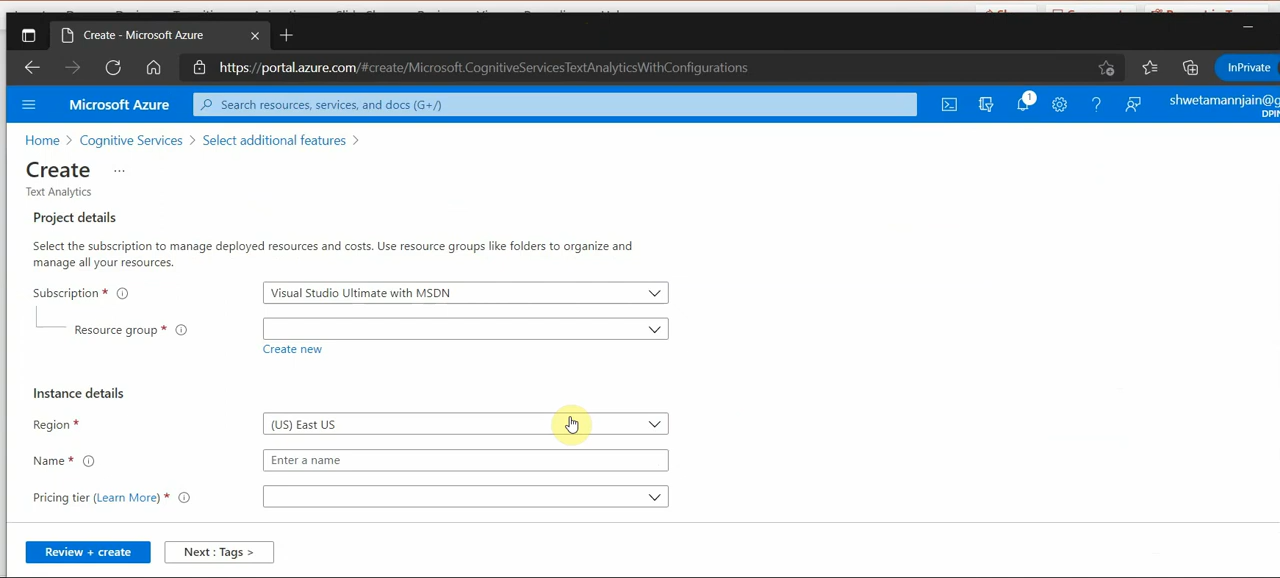 Create - Microsoft Azure
https://portal.azure.com/#create/Microsoft.CognitiveServicesTextAnalyticsWithConfigurations
InPrivate
Microsoft Azure
Search resources, services, and docs (G+/)
1
shwetamannjain@g
DPIN
Home > Cognitive Services > Select additional features >
Create ...
Text Analytics
Project details
Select the subscription to manage deployed resources and costs. Use resource groups like folders to organize and
manage all your resources.
Subscription * Visual Studio Ultimate with MSDN
Resource group *
Create new
Instance details
Region * (US) East US
Name * Enter a name
Pricing tier (Learn More) *
Review + create Next : Tags >